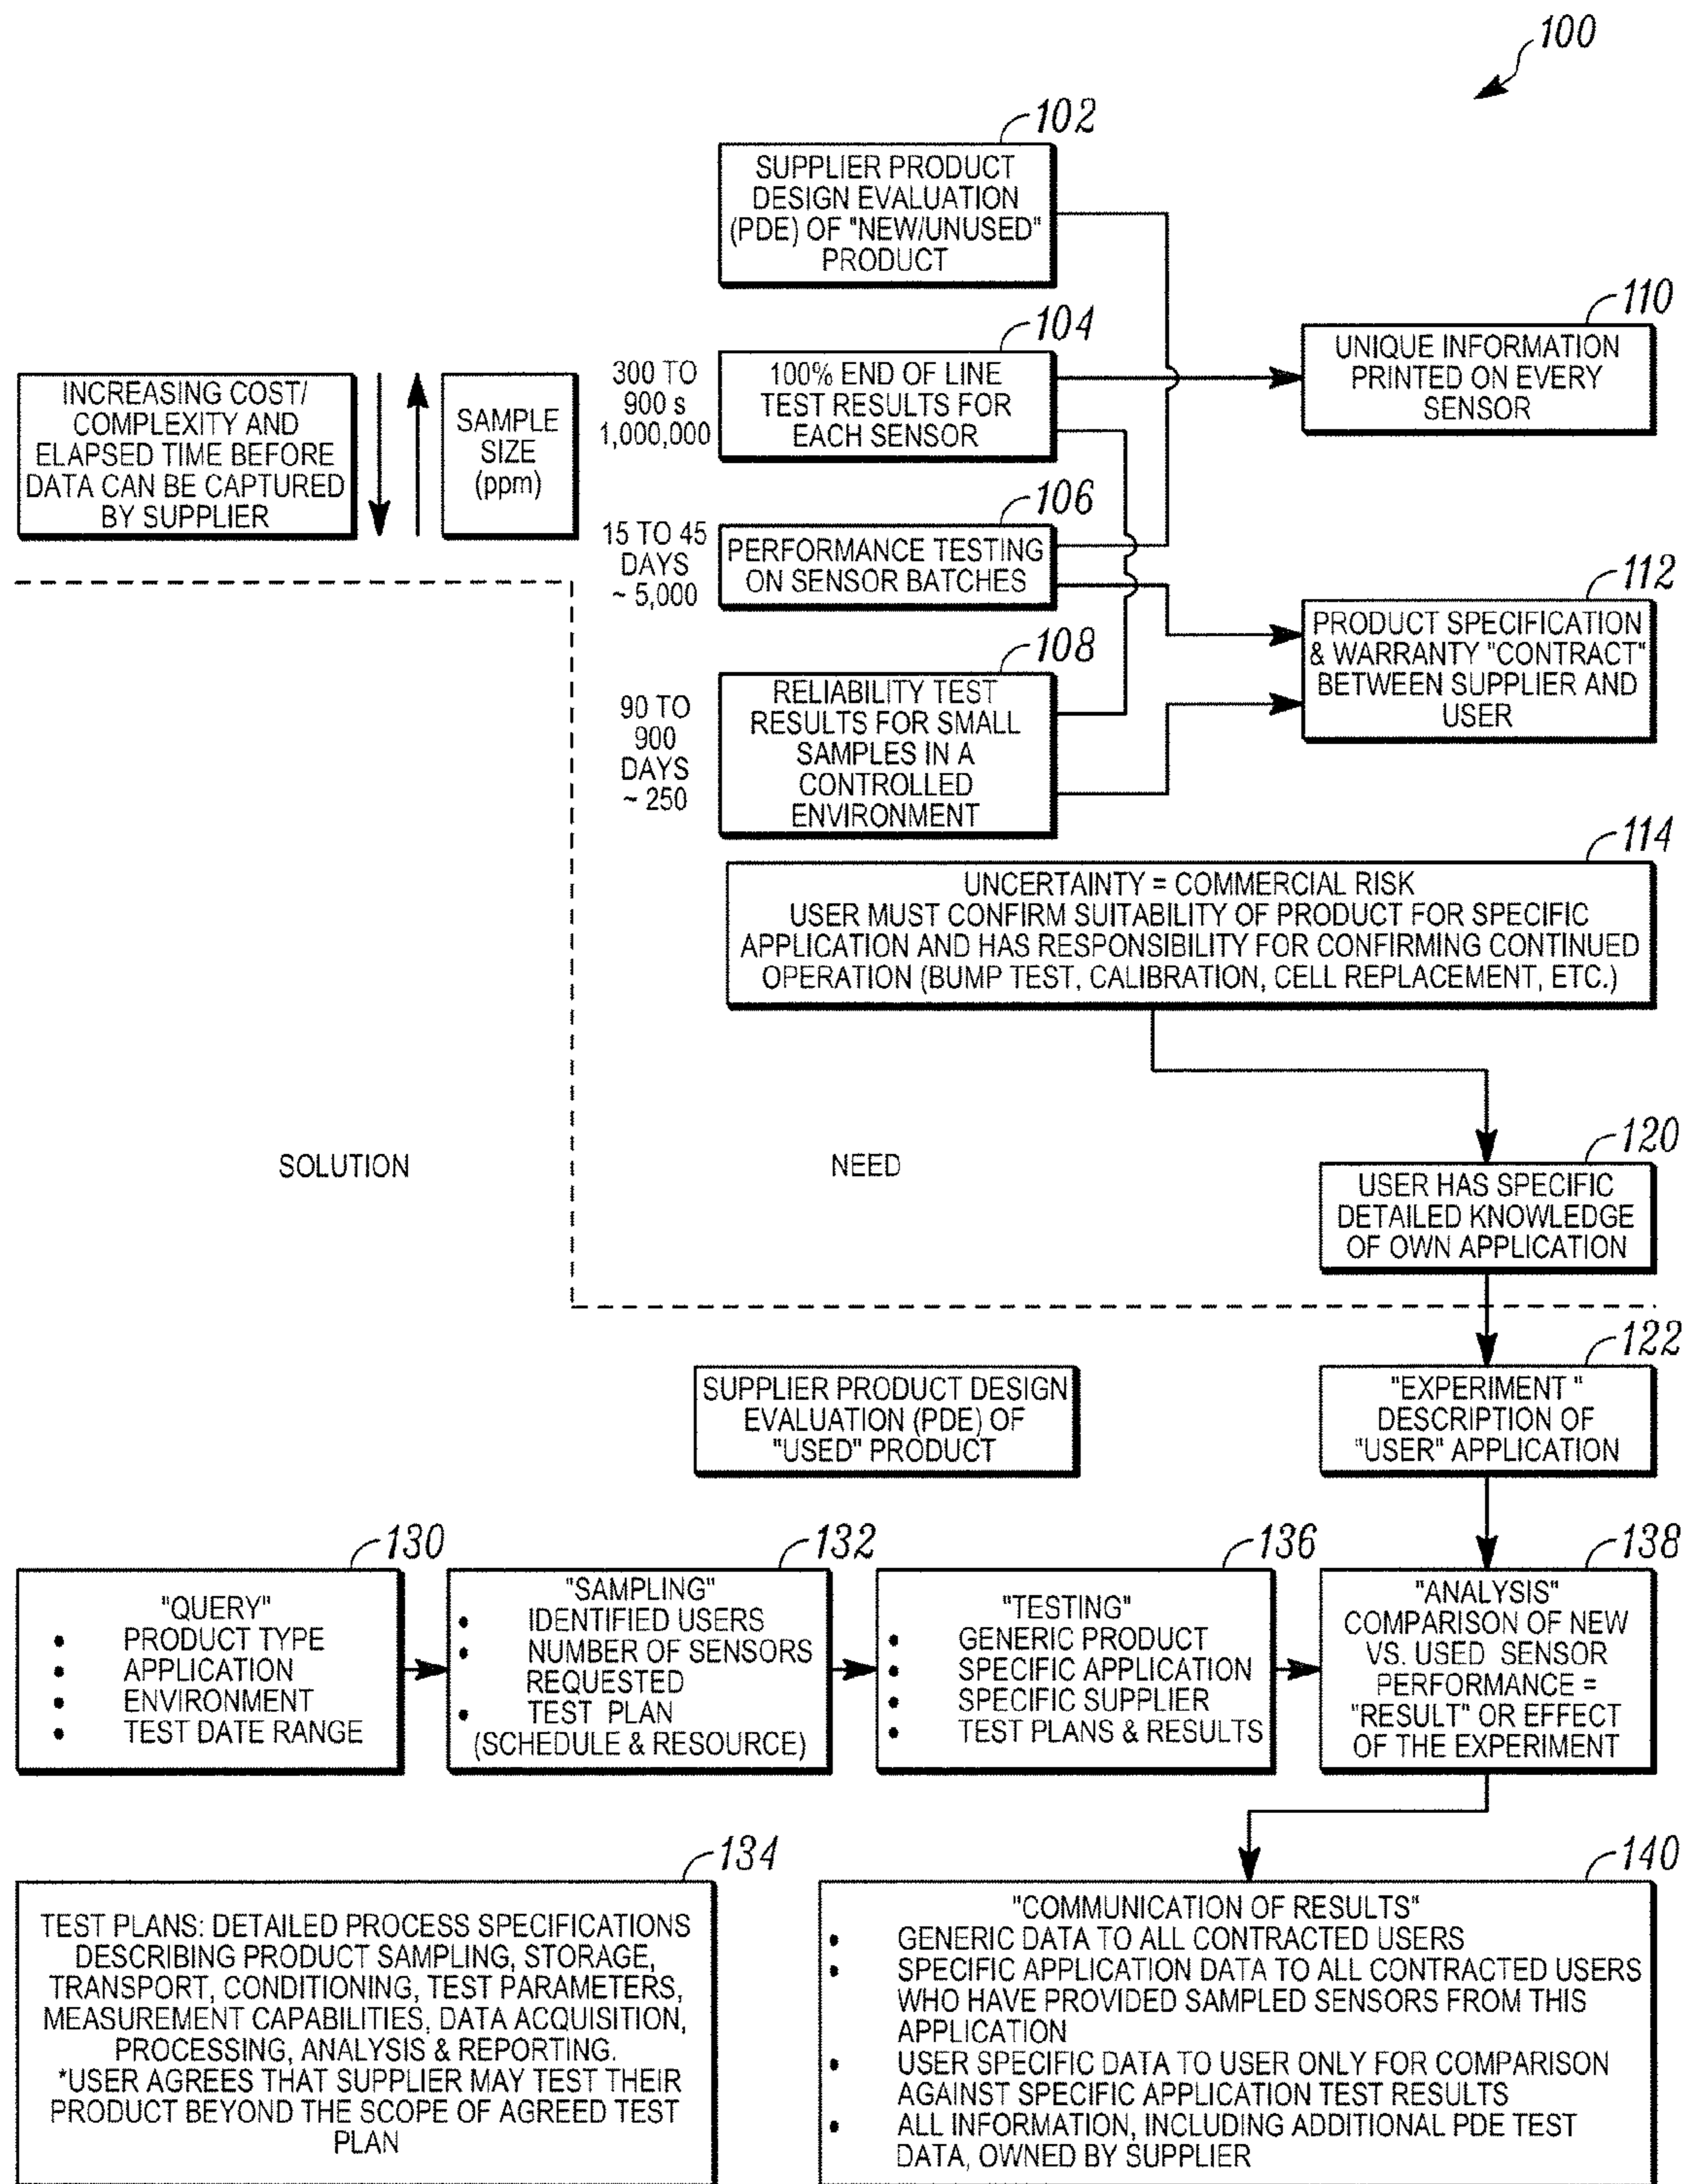 100
102
SUPPLIER PRODUCT
DESIGN EVALUATION
(PDE) OF "NEW/UNUSED"
PRODUCT
104
300 TO
900 s
1,000,000
100% END OF LINE
TEST RESULTS FOR
EACH SENSOR
110
UNIQUE INFORMATION
PRINTED ON EVERY
SENSOR
INCREASING COST/
COMPLEXITY AND
ELAPSED TIME BEFORE
DATA CAN BE CAPTURED
BY SUPPLIER
SAMPLE
SIZE
(ppm)
106
15 TO 45
DAYS
~ 5,000
PERFORMANCE TESTING
ON SENSOR BATCHES
112
PRODUCT SPECIFICATION
& WARRANTY "CONTRACT"
BETWEEN SUPPLIER AND
USER
108
90 TO
900
DAYS
~ 250
RELIABILITY TEST
RESULTS FOR SMALL
SAMPLES IN A
CONTROLLED
ENVIRONMENT
114
UNCERTAINTY = COMMERCIAL RISK
USER MUST CONFIRM SUITABILITY OF PRODUCT FOR SPECIFIC
APPLICATION AND HAS RESPONSIBILITY FOR CONFIRMING CONTINUED
OPERATION (BUMP TEST, CALIBRATION, CELL REPLACEMENT, ETC.)
SOLUTION
NEED
120
USER HAS SPECIFIC
DETAILED KNOWLEDGE
OF OWN APPLICATION
SUPPLIER PRODUCT DESIGN
EVALUATION (PDE) OF
"USED" PRODUCT
122
"EXPERIMENT "
DESCRIPTION OF
"USER" APPLICATION
130
"QUERY"
• PRODUCT TYPE
• APPLICATION
• ENVIRONMENT
• TEST DATE RANGE
132
"SAMPLING"
• IDENTIFIED USERS
• NUMBER OF SENSORS
REQUESTED
• TEST PLAN
(SCHEDULE & RESOURCE)
136
"TESTING"
• GENERIC PRODUCT
• SPECIFIC APPLICATION
• SPECIFIC SUPPLIER
• TEST PLANS & RESULTS
138
"ANALYSIS"
COMPARISON OF NEW
VS. USED SENSOR
PERFORMANCE =
"RESULT" OR EFFECT
OF THE EXPERIMENT
134
TEST PLANS: DETAILED PROCESS SPECIFICATIONS
DESCRIBING PRODUCT SAMPLING, STORAGE,
TRANSPORT, CONDITIONING, TEST PARAMETERS,
MEASUREMENT CAPABILITIES, DATA ACQUISITION,
PROCESSING, ANALYSIS & REPORTING.
*USER AGREES THAT SUPPLIER MAY TEST THEIR
PRODUCT BEYOND THE SCOPE OF AGREED TEST
PLAN
140
"COMMUNICATION OF RESULTS"
• GENERIC DATA TO ALL CONTRACTED USERS
• SPECIFIC APPLICATION DATA TO ALL CONTRACTED USERS
WHO HAVE PROVIDED SAMPLED SENSORS FROM THIS
APPLICATION
• USER SPECIFIC DATA TO USER ONLY FOR COMPARISON
AGAINST SPECIFIC APPLICATION TEST RESULTS
• ALL INFORMATION, INCLUDING ADDITIONAL PDE TEST
DATA, OWNED BY SUPPLIER